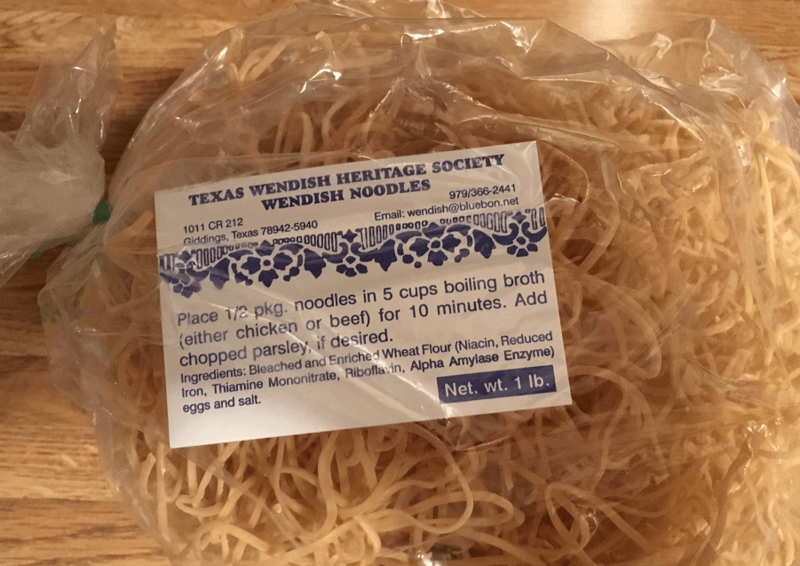 TEXAS WENDISH HERITAGE SOCIETY
WENDISH NOODLES
1011 CR 212
979/366-2441
Giddings, Texas 78942-5940
Email: wendish@bluebon.net
Place 1/2 pkg. noodles in 5 cups boiling broth
(either chicken or beef) for 10 minutes. Add
chopped parsley, if desired.
Ingredients: Bleached and Enriched Wheat Flour (Niacin, Reduced
Iron, Thiamine Mononitrate, Riboflavin, Alpha Amylase Enzyme)
eggs and salt.
Net. wt. 1 lb.